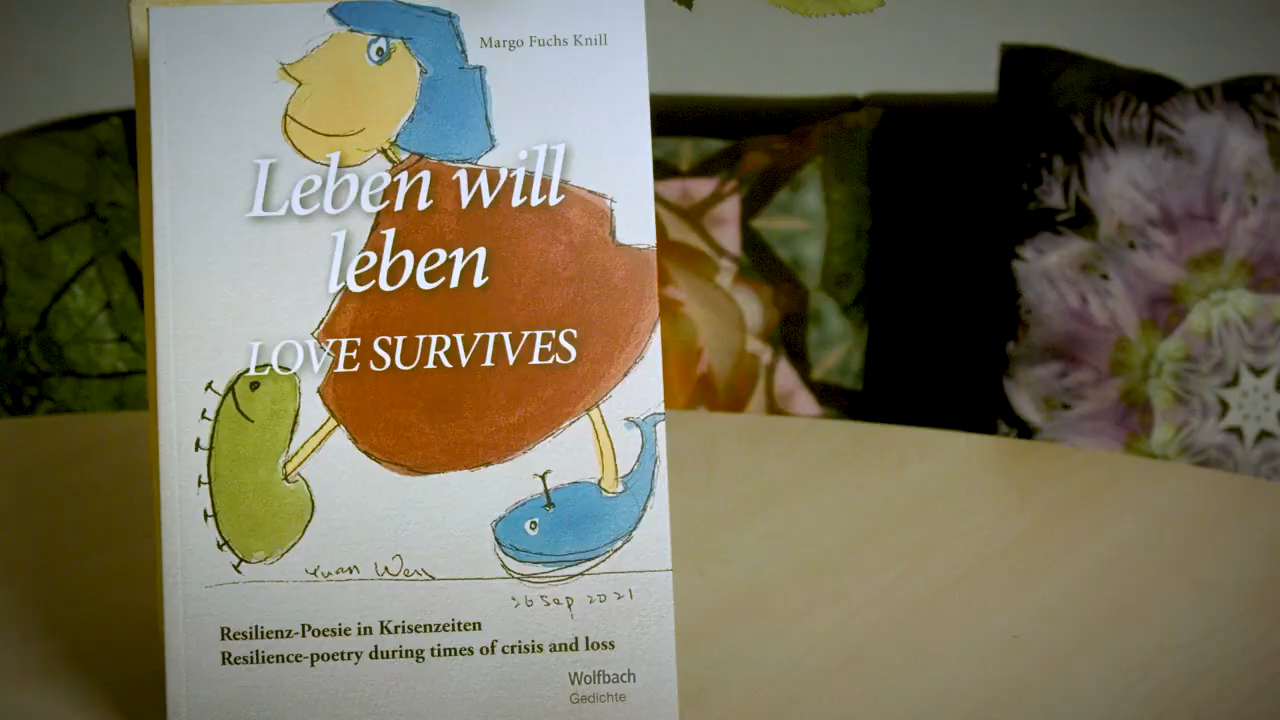 Margo Fuchs Knill
Leben will
leben
LOVE SURVIVES
Yuan Wen
26 Sep 2021
Resilienz-Poesie in Krisenzeiten
Resilience-poetry during times of crisis and loss
Wolfbach
Gedichte